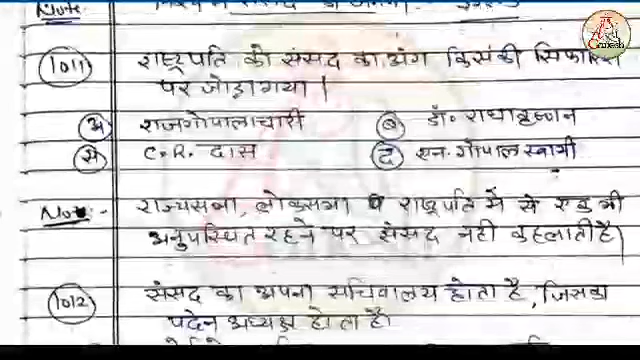 Note
1011 राष्ट्रपति को संसद का अंग किसकी सिफारिश
पर जोड़ा गया।
अ राजगोपालाचारी ब डॉ॰ राधाकृष्णन
स C.R. दास द एन. गोपाल स्वामी
Note:- राज्यसभा, लोकसभा व राष्ट्रपति में से एक भी
अनुपस्थित रहने पर संसद नही कहलाती है।
1012 संसद का अपना सचिवालय होता है, जिसका
पदेन अध्यक्ष होता है।